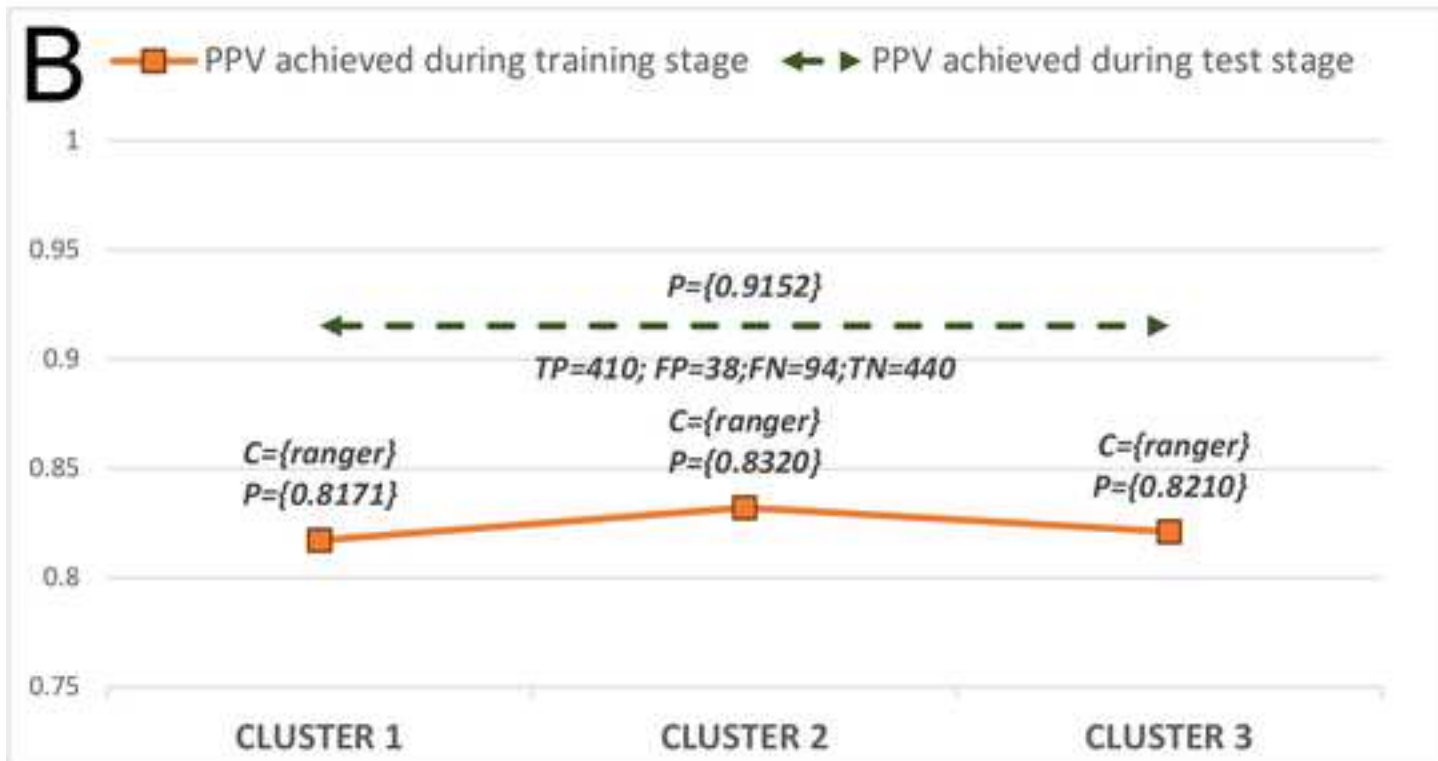 B
PPV achieved during training stage
PPV achieved during test stage
1
0.95
0.9
0.85
0.8
0.75
P={0.9152}
TP=410; FP=38;FN=94;TN=440
C={ranger}
P={0.8171}
C={ranger}
P={0.8320}
C={ranger}
P={0.8210}
CLUSTER 1
CLUSTER 2
CLUSTER 3